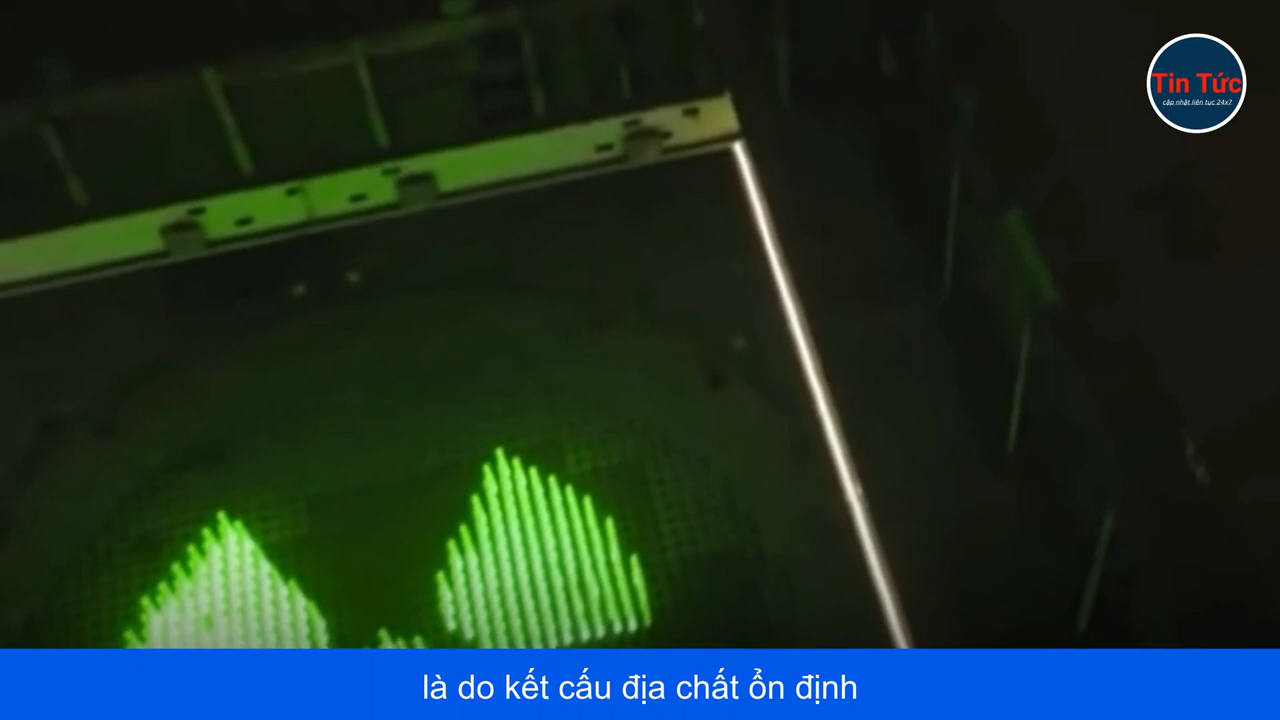 Tin Tức
cập nhật liên tục 24x7
là do kết cấu địa chất ổn định